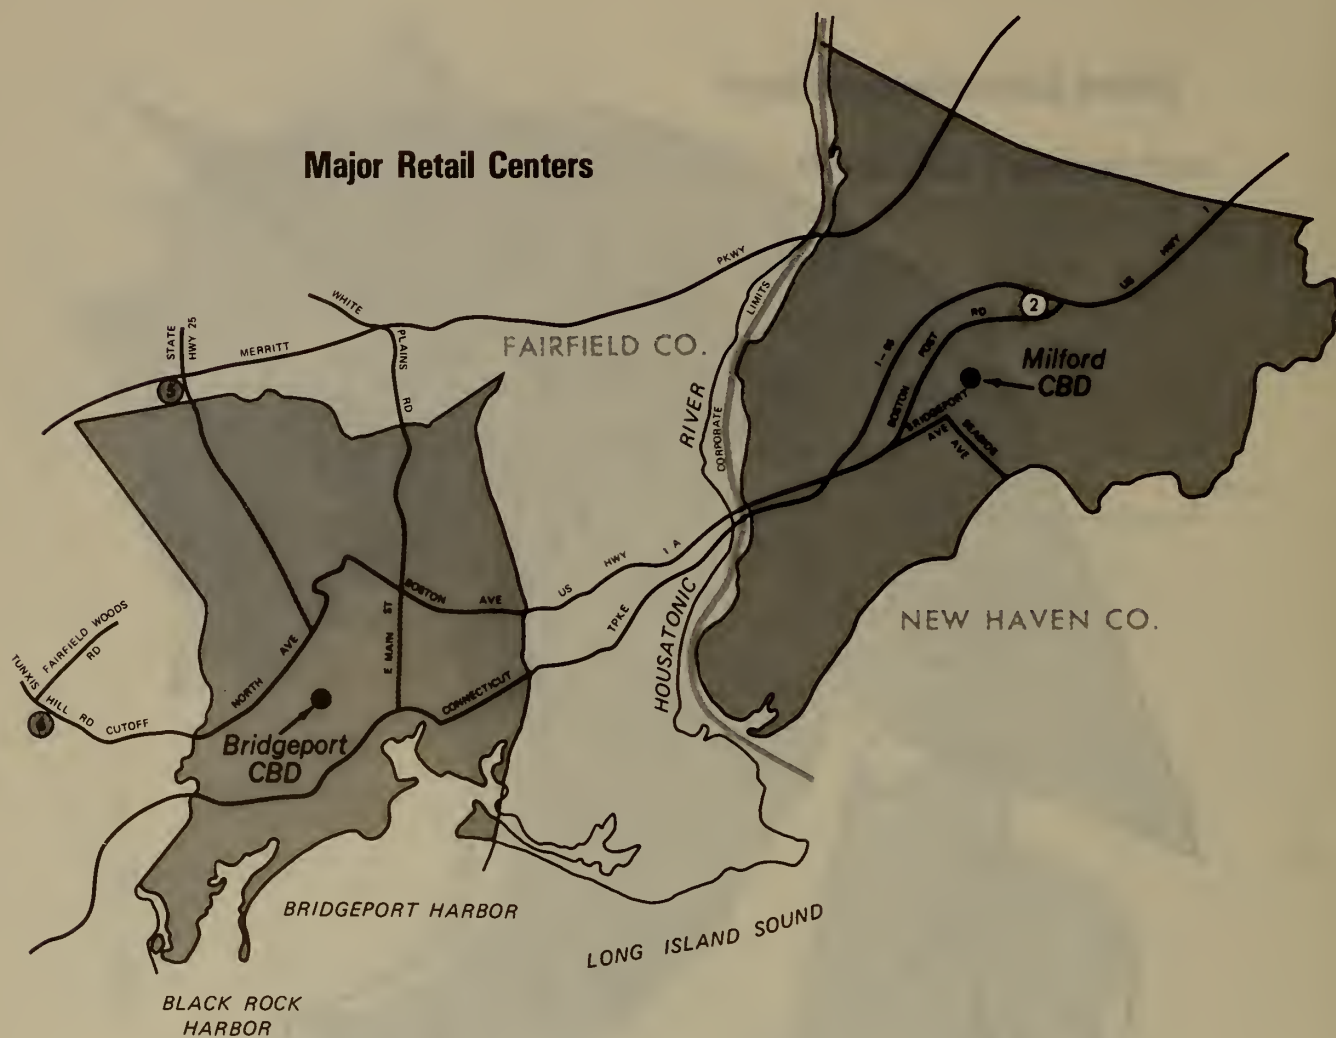 Major Retail Centers
PKWY
WHITE
LIMITS
STATE
HWY 25
MERRITT
PLAINS
RD
FAIRFIELD CO.
US
HWY
1
2
RD
POST
BOSTON
I-95
Milford
CBD
BRIDGEPORT
AVE
AVE
5
RIVER
CORPORATE
US
HWY
1 A
BOSTON
AVE
E MAIN ST
TPKE
HOUSATONIC
NEW HAVEN CO.
FAIRFIELD WOODS
RD
TUNXIS
HILL
RD
CUTOFF
NORTH
AVE
CONNECTICUT
Bridgeport
CBD
BRIDGEPORT HARBOR
LONG ISLAND SOUND
BLACK ROCK
HARBOR